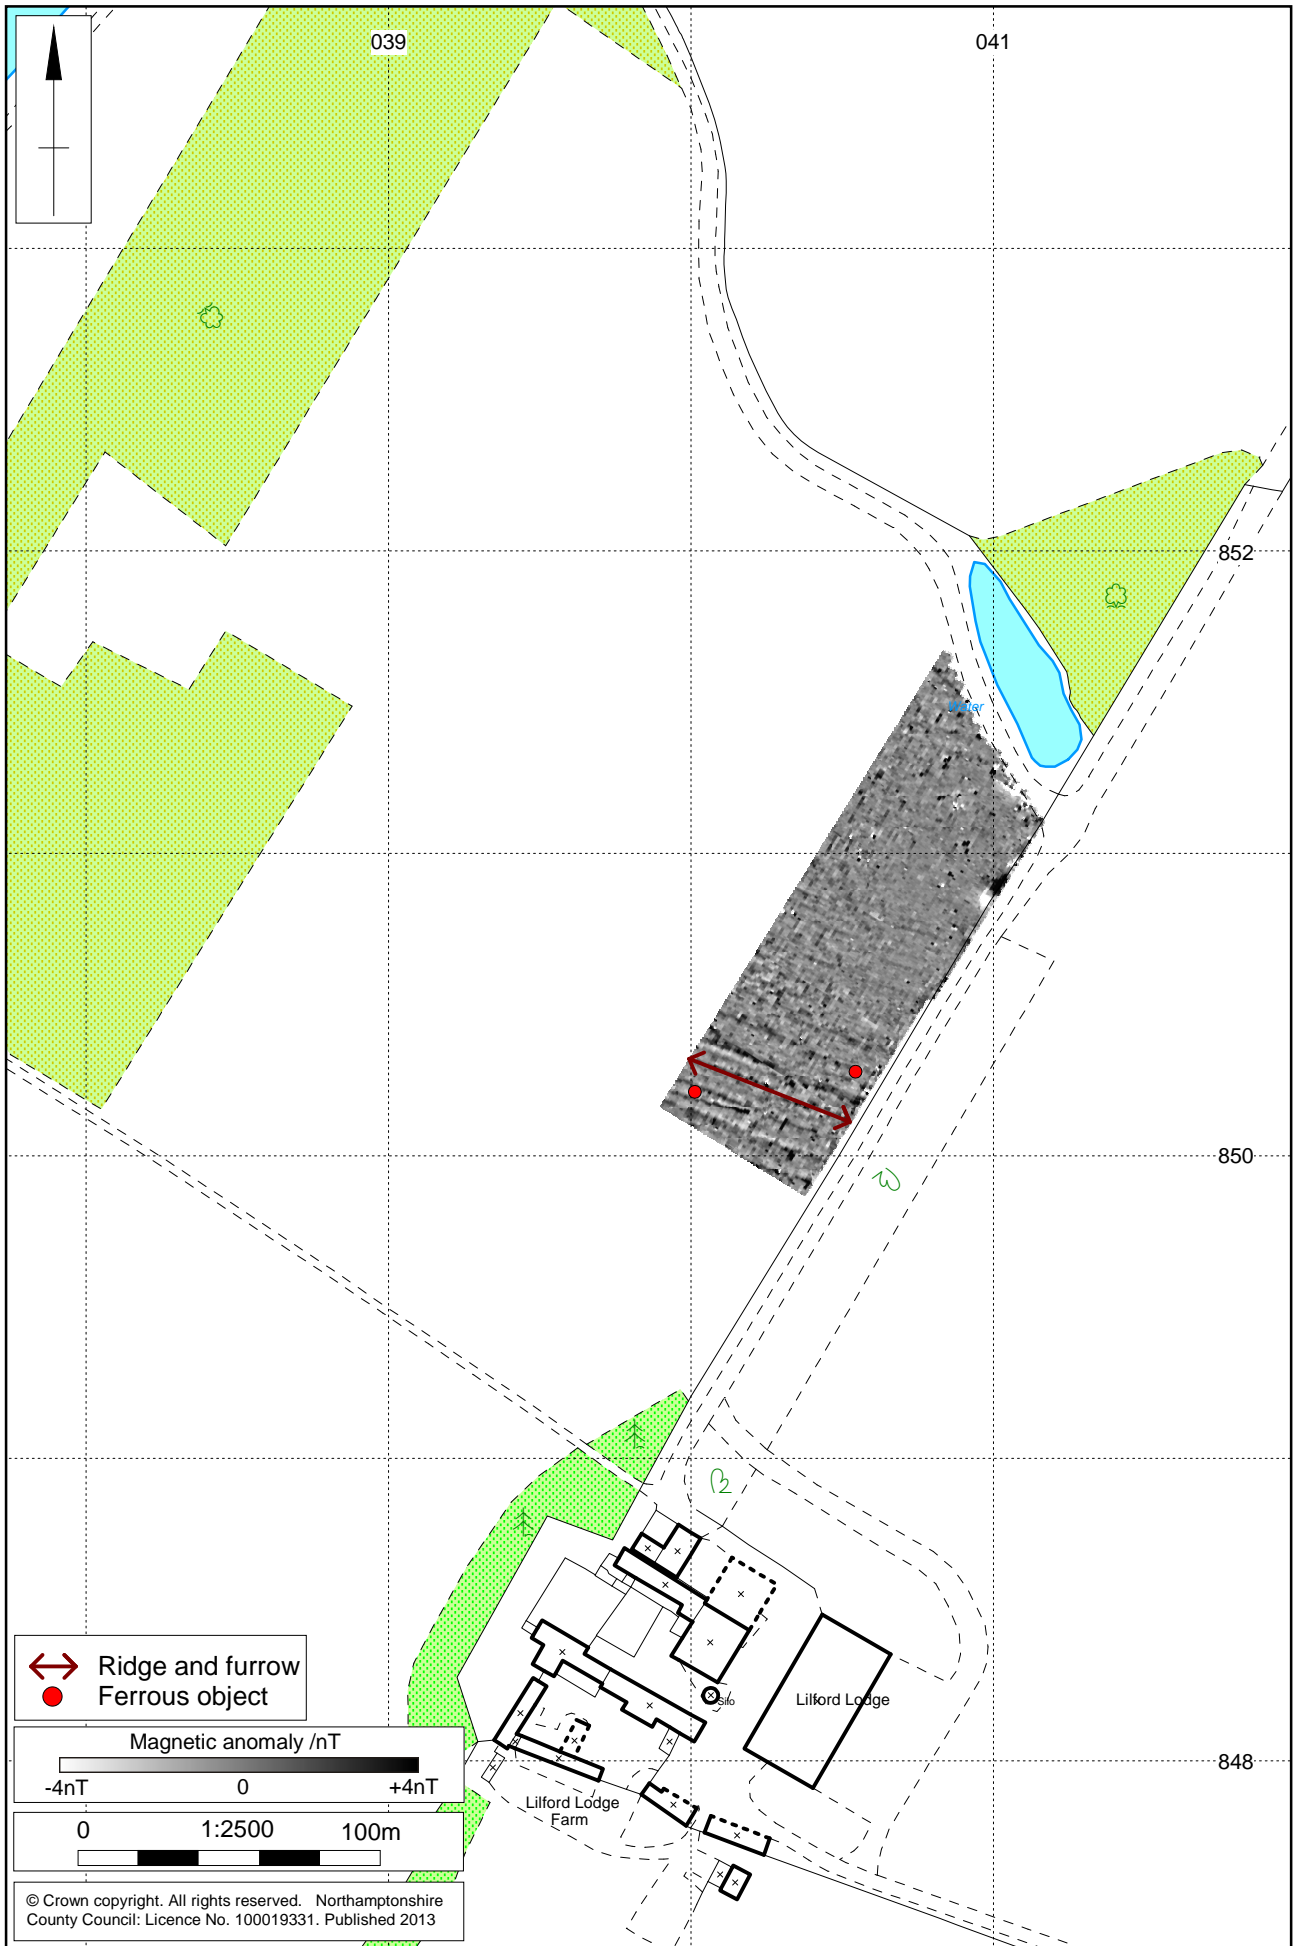 039
041
852
Water
850
Silo
Lilford Lodge
848
Lilford Lodge
Farm
Ridge and furrow
Ferrous object
Magnetic anomaly /nT
-4nT 0 +4nT
0 1:2500 100m
© Crown copyright. All rights reserved. Northamptonshire
County Council: Licence No. 100019331. Published 2013